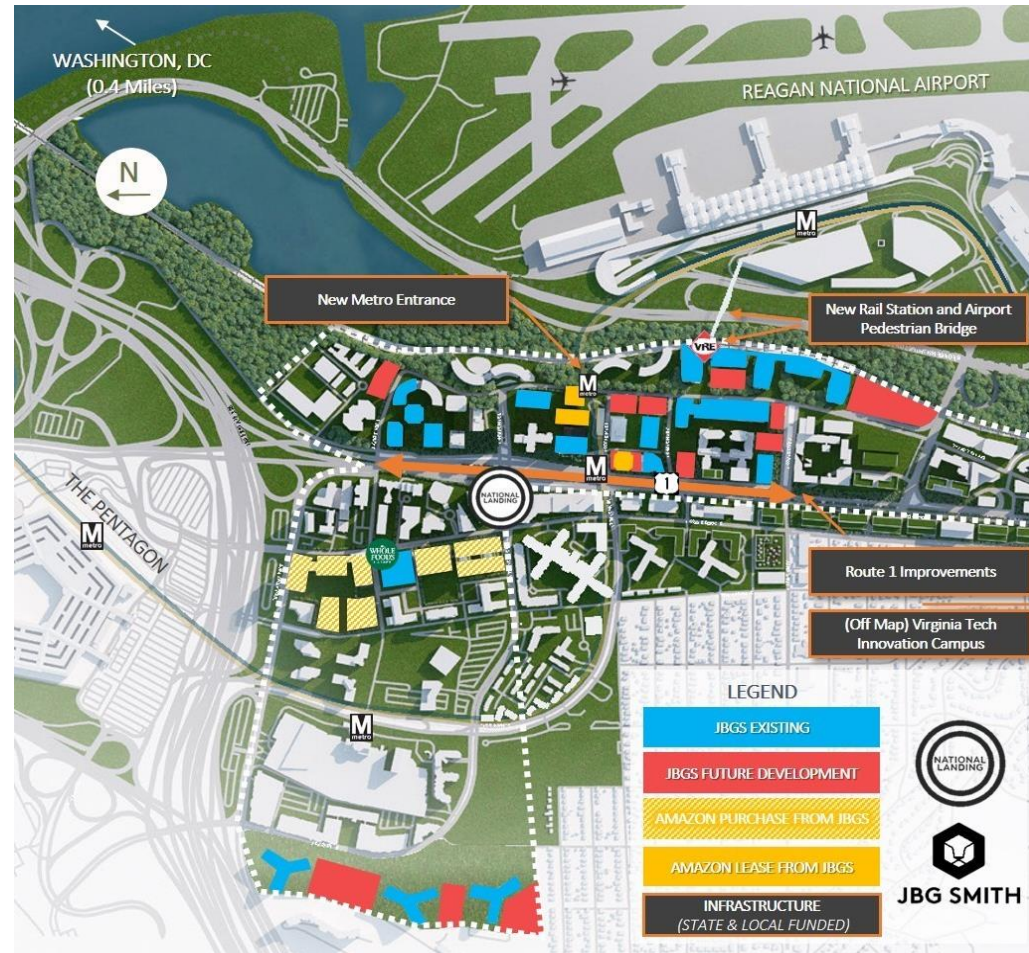 WASHINGTON, DC
(0.4 Miles)
REAGAN NATIONAL AIRPORT
N
M
metro
New Metro Entrance
New Rail Station and Airport
Pedestrian Bridge
VRE
M
metro
M
metro
1
NATIONAL
LANDING
THE PENTAGON
M
metro
WHOLE
FOODS
Route 1 Improvements
(Off Map) Virginia Tech
Innovation Campus
M
metro
LEGEND
JBGS EXISTING
JBGS FUTURE DEVELOPMENT
AMAZON PURCHASE FROM JBGS
AMAZON LEASE FROM JBGS
INFRASTRUCTURE
(STATE & LOCAL FUNDED)
NATIONAL
LANDING
JBG SMITH